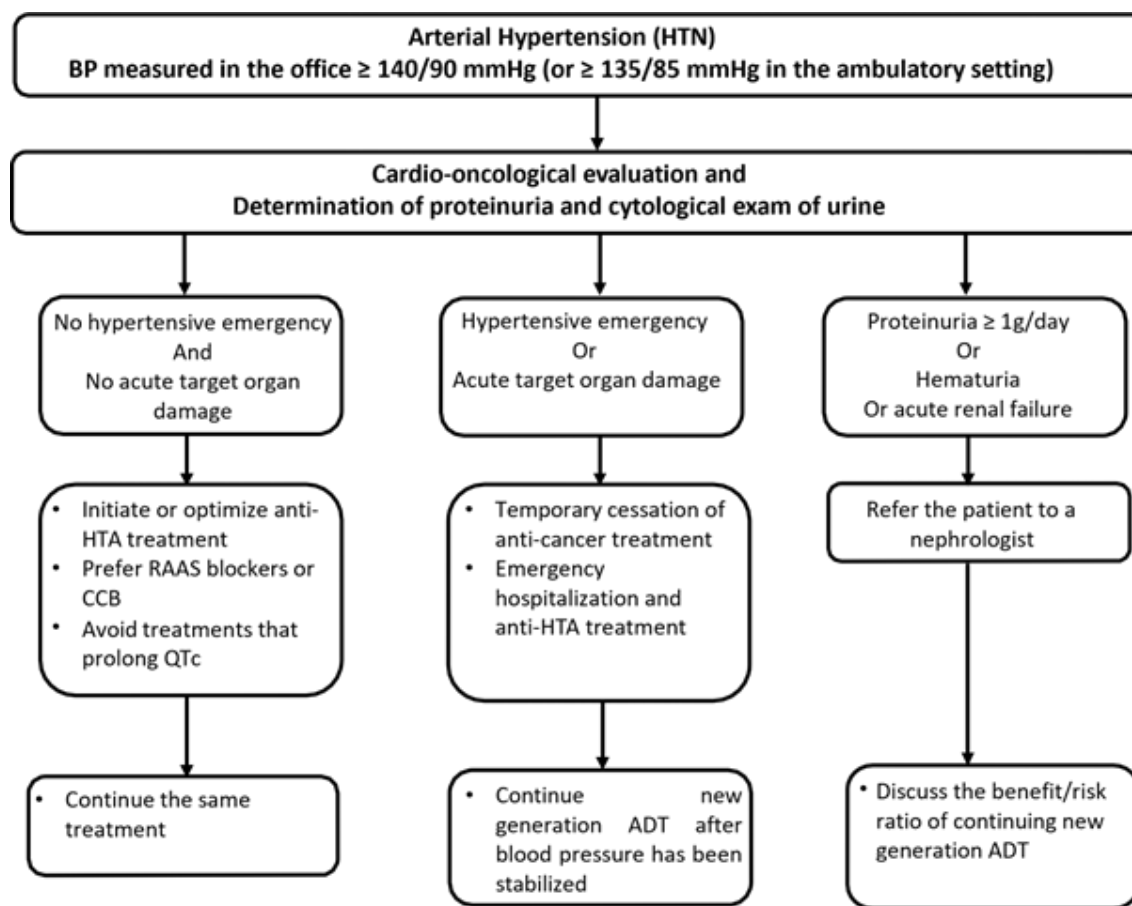 Arterial Hypertension (HTN)
BP measured in the office ≥ 140/90 mmHg (or ≥ 135/85 mmHg in the ambulatory setting)
Cardio-oncological evaluation and
Determination of proteinuria and cytological exam of urine
No hypertensive emergency
And
No acute target organ
damage
Hypertensive emergency
Or
Acute target organ damage
Proteinuria ≥ 1g/day
Or
Hematuria
Or acute renal failure
• Initiate or optimize anti-
HTA treatment
• Prefer RAAS blockers or
CCB
• Avoid treatments that
prolong QTc
• Temporary cessation of
anti-cancer treatment
• Emergency
hospitalization and
anti-HTA treatment
Refer the patient to a
nephrologist
• Continue the same
treatment
• Continue new
generation ADT after
blood pressure has been
stabilized
• Discuss the benefit/risk
ratio of continuing new
generation ADT